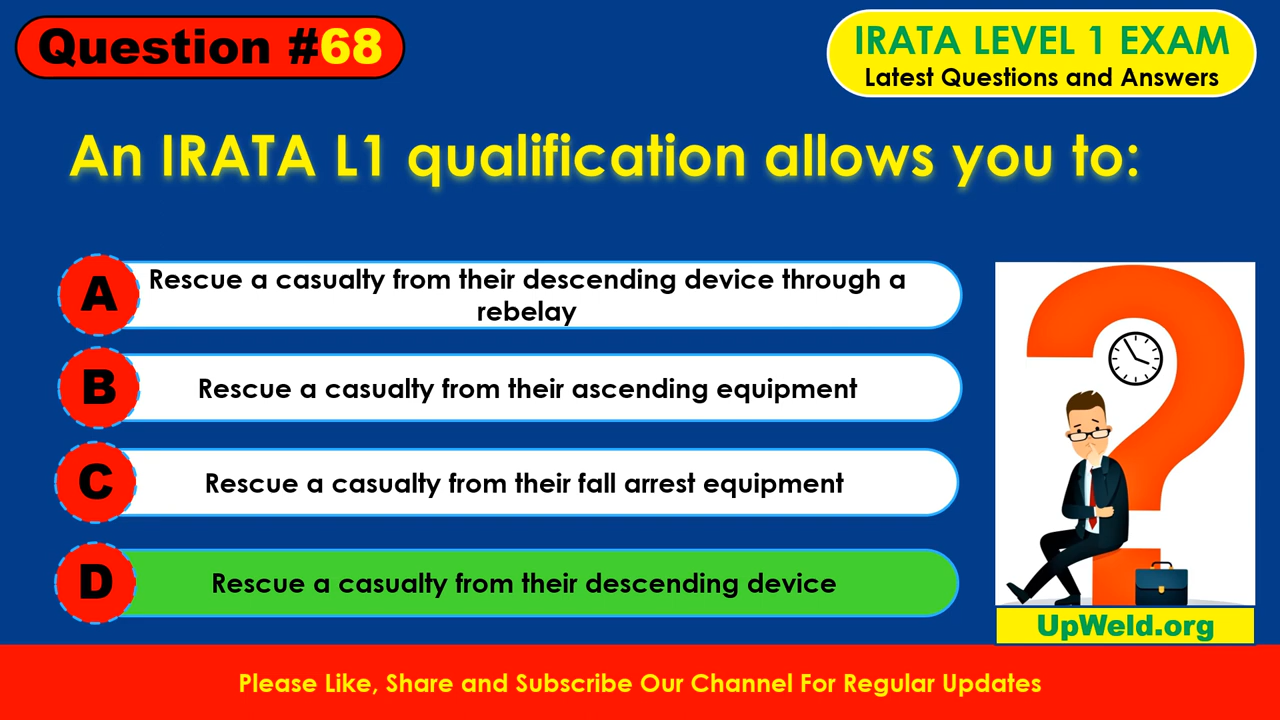 Question #68
IRATA LEVEL 1 EXAM
Latest Questions and Answers
An IRATA L1 qualification allows you to:
A
Rescue a casualty from their descending device through a
rebelay
B
Rescue a casualty from their ascending equipment
C
Rescue a casualty from their fall arrest equipment
D
Rescue a casualty from their descending device
UpWeld.org
Please Like, Share and Subscribe Our Channel For Regular Updates